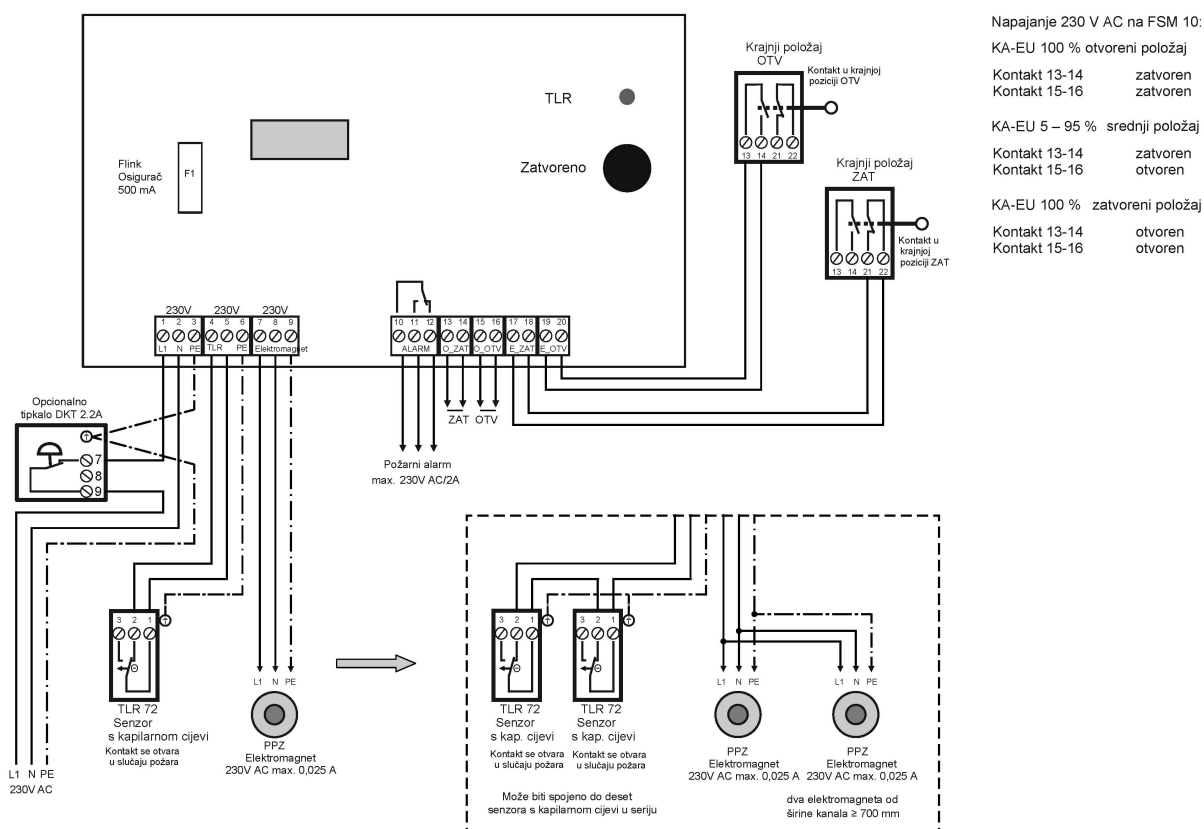 Napajanje 230 V AC na FSM 10:
KA-EU 100 % otvoreni položaj
Kontakt 13-14 zatvoren
Kontakt 15-16 zatvoren
KA-EU 5 – 95 % srednji položaj
Kontakt 13-14 zatvoren
Kontakt 15-16 otvoren
KA-EU 100 % zatvoreni položaj
Kontakt 13-14 otvoren
Kontakt 15-16 otvoren
Krajnji položaj
OTV
Kontakt u krajnjoj
poziciji OTV
13 14 21 22
Krajnji položaj
ZAT
Kontakt u
krajnjoj
poziciji ZAT
13 14 21 22
TLR
Zatvoreno
Flink
Osigurač
500 mA
F1
230V 230V 230V
1 2 3 4 5 6 7 8 9
L1 N PE TLR PE Elektromagnet
10 11 12 13 14 15 16 17 18 19 20
ALARM O_ZAT O_OTV E_ZAT E_OTV
ZAT OTV
Požarni alarm
max. 230V AC/2A
Opcionalno
tipkalo DKT 2.2A
7
8
9
L1 N PE
230V AC
3 2 1
TLR 72
Senzor
s kapilarnom cijevi
Kontakt se otvara
u slučaju požara
L1 N PE
PPZ
Elektromagnet
230V AC max. 0,025 A
3 2 1
TLR 72
Senzor
s kap. cijevi
Kontakt se otvara
u slučaju požara
3 2 1
TLR 72
Senzor
s kap. cijevi
Kontakt se otvara
u slučaju požara
Može biti spojeno do deset
senzora s kapilarnom cijevi u seriju
L1 N PE
PPZ
Elektromagnet
230V AC max. 0,025 A
L1 N PE
PPZ
Elektromagnet
230V AC max. 0,025 A
dva elektromagneta od
širine kanala ≥ 700 mm